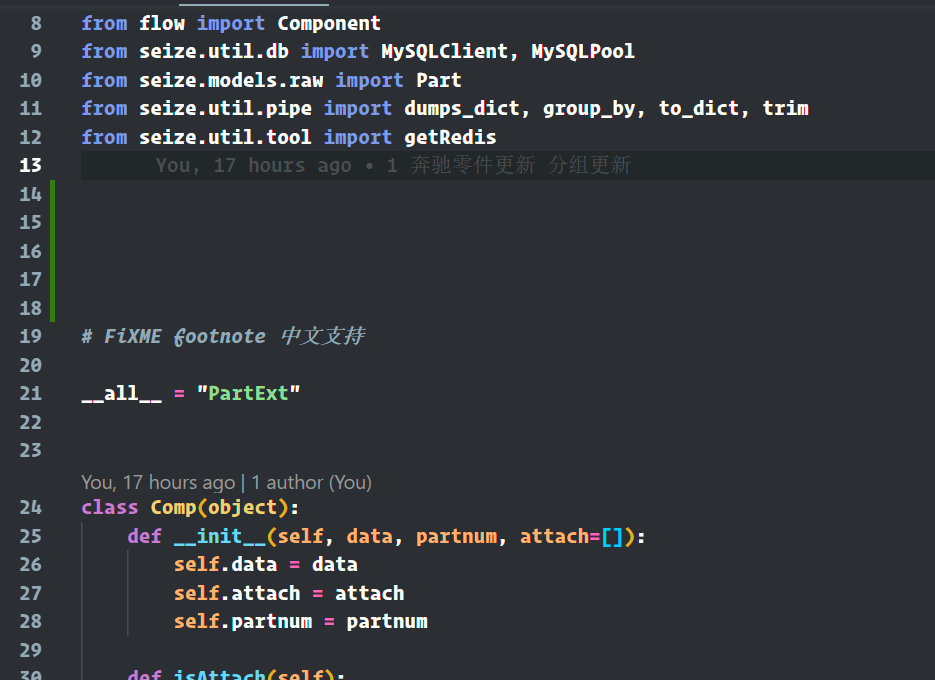 8 from flow import Component
9 from seize.util.db import MySQLClient, MySQLPool
10 from seize.models.raw import Part
11 from seize.util.pipe import dumps_dict, group_by, to_dict, trim
12 from seize.util.tool import getRedis
13 You, 17 hours ago • 1 奔驰零件更新 分组更新
14
15
16
17
18
19 # FiXME footnote 中文支持
20
21 __all__ = "PartExt"
22
23
You, 17 hours ago | 1 author (You)
24 class Comp(object):
25 def __init__(self, data, partnum, attach=[]):
26 self.data = data
27 self.attach = attach
28 self.partnum = partnum
29
30 def isAttach(self):